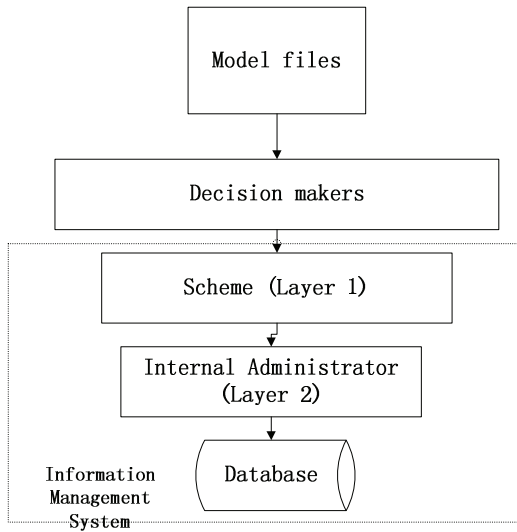 Model files
Decision makers
Scheme (Layer 1)
Internal Administrator
(Layer 2)
Database
Information
Management
System